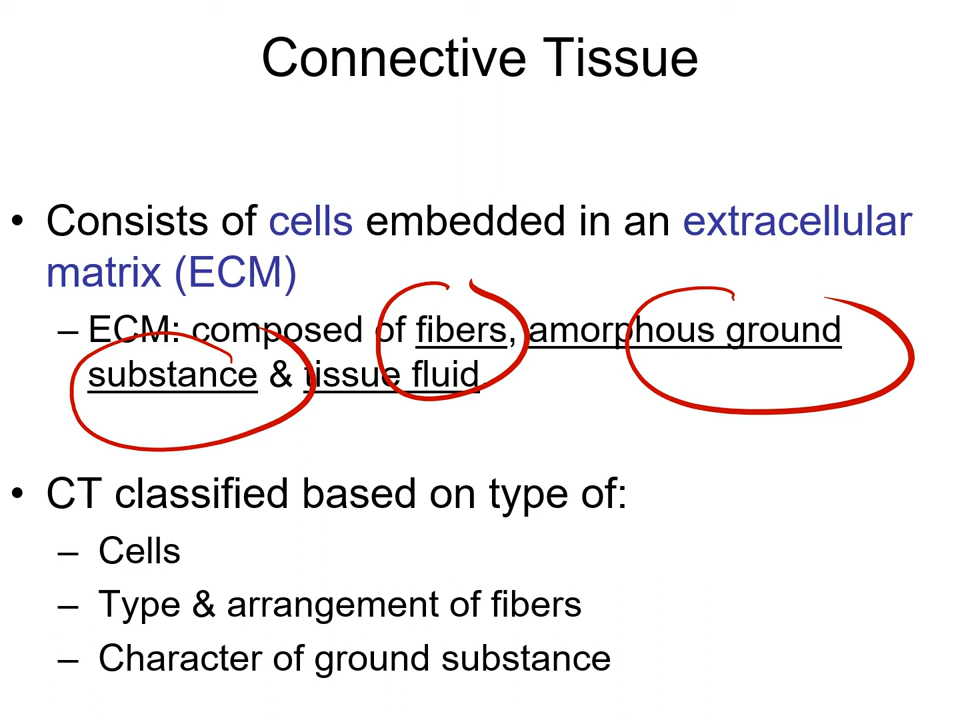 Connective Tissue
• Consists of cells embedded in an extracellular
matrix (ECM)
– ECM: composed of fibers, amorphous ground
substance & tissue fluid.
• CT classified based on type of:
– Cells
– Type & arrangement of fibers
– Character of ground substance